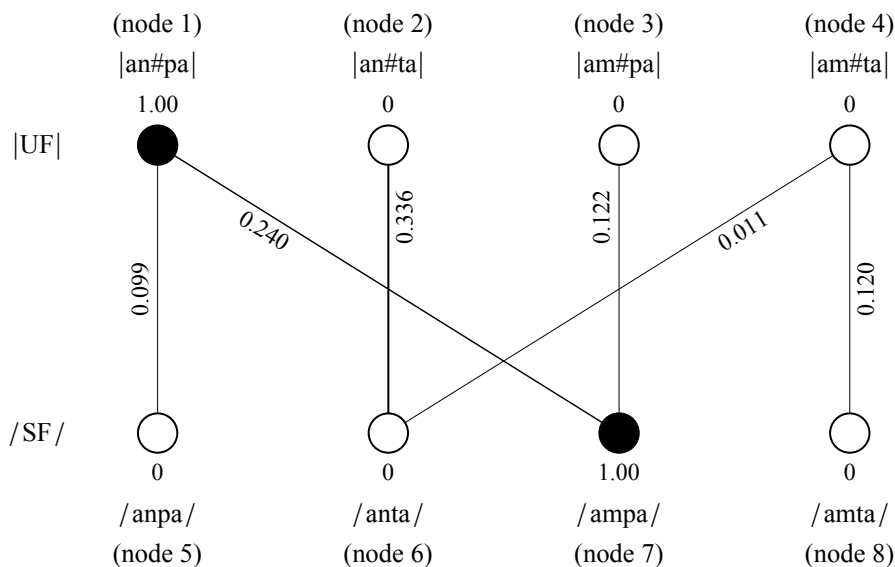 (node 1) (node 2) (node 3) (node 4)
|an#pa| |an#ta| |am#pa| |am#ta|
1.00 0 0 0
|UF|
0.099 0.240 0.336 0.122 0.011 0.120
/SF/
0 0 1.00 0
/anpa/ /anta/ /ampa/ /amta/
(node 5) (node 6) (node 7) (node 8)